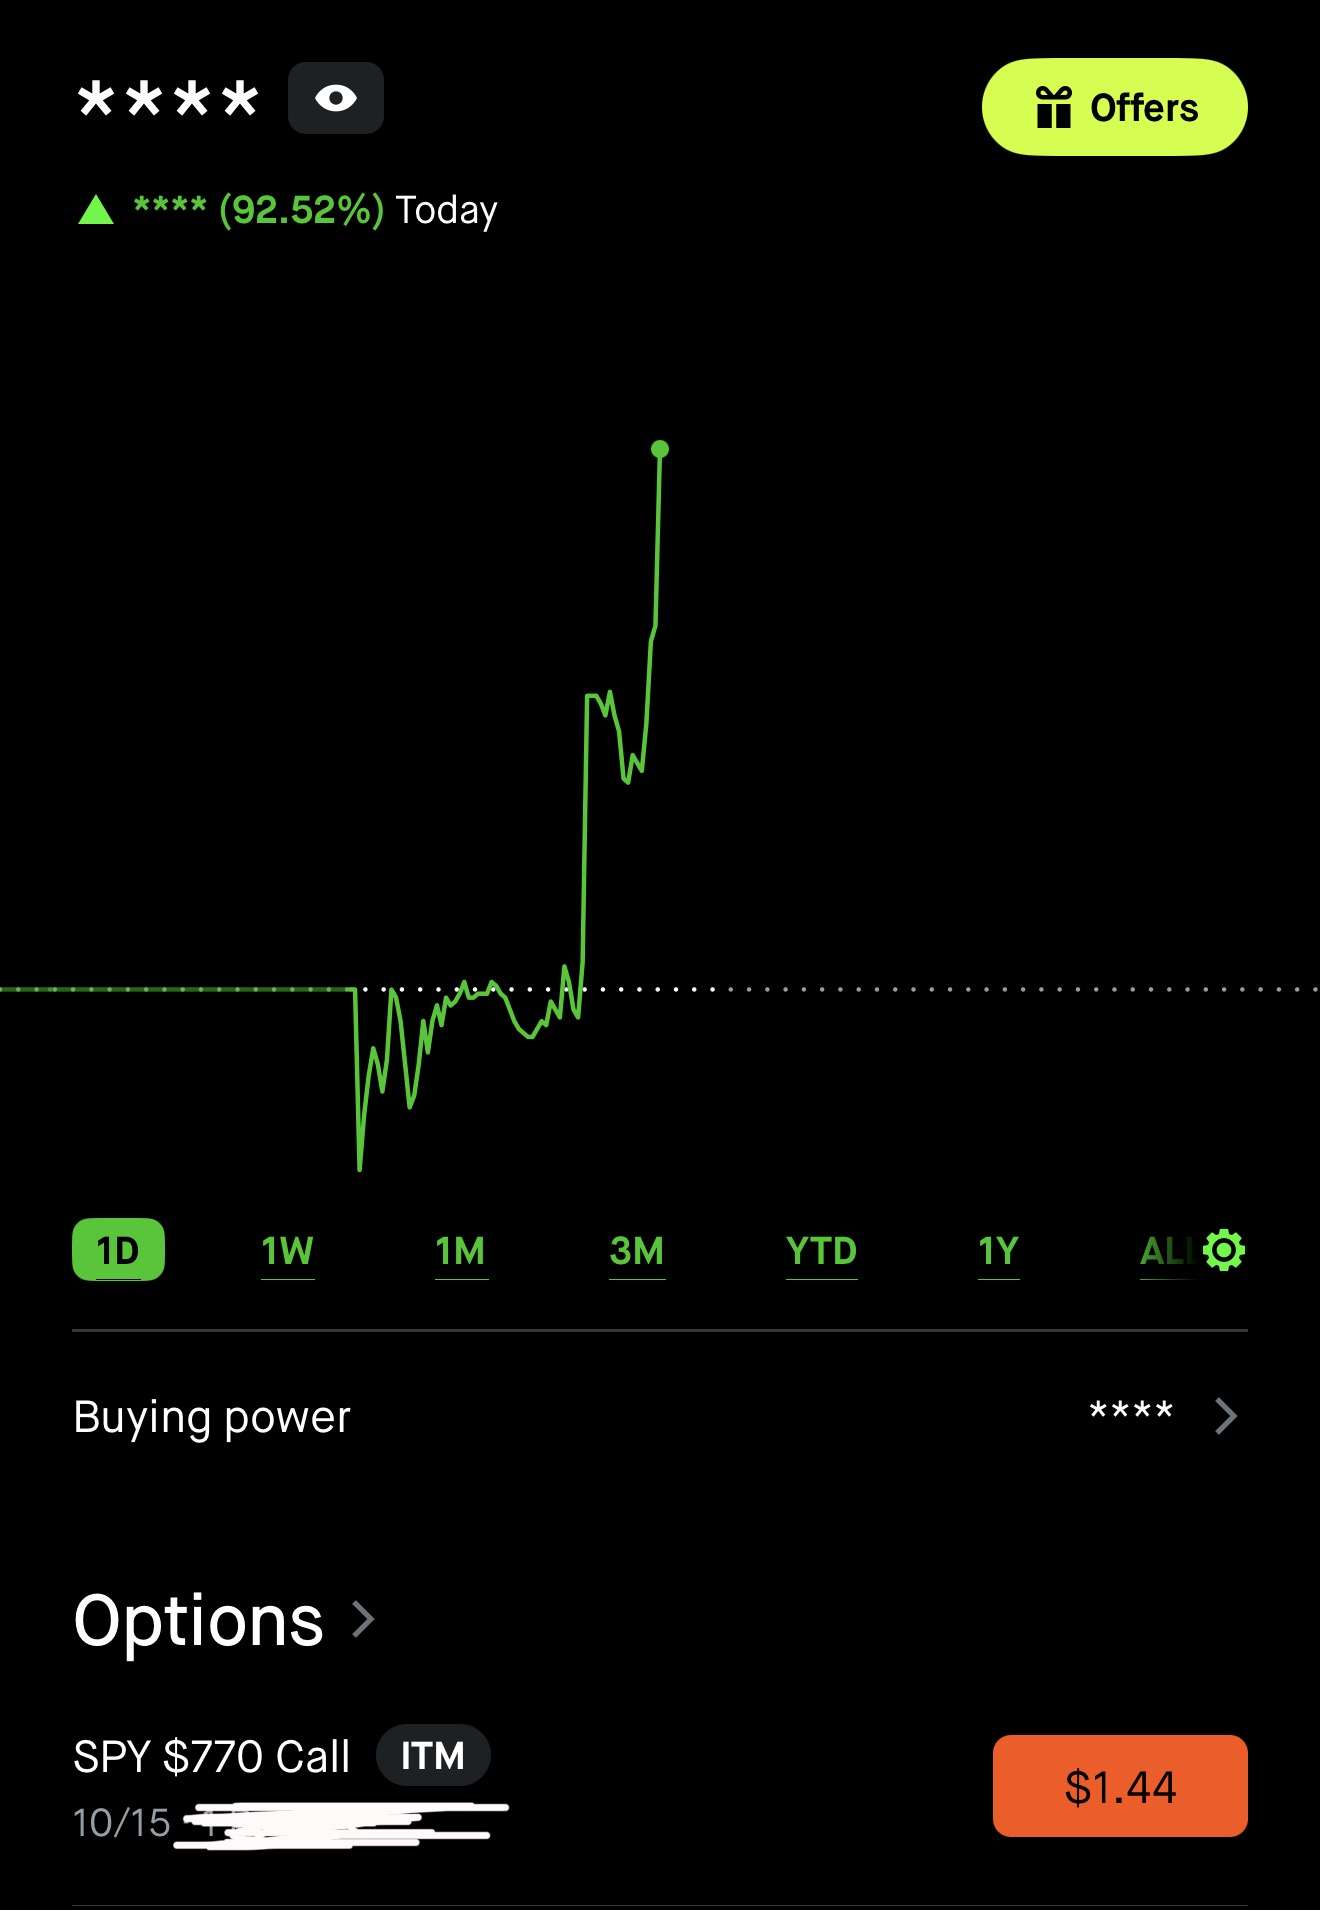 ****
Offers
**** (92.52%) Today
1D 1W 1M 3M YTD 1Y
Buying power ****
Options
SPY $770 Call ITM
10/15
$1.44